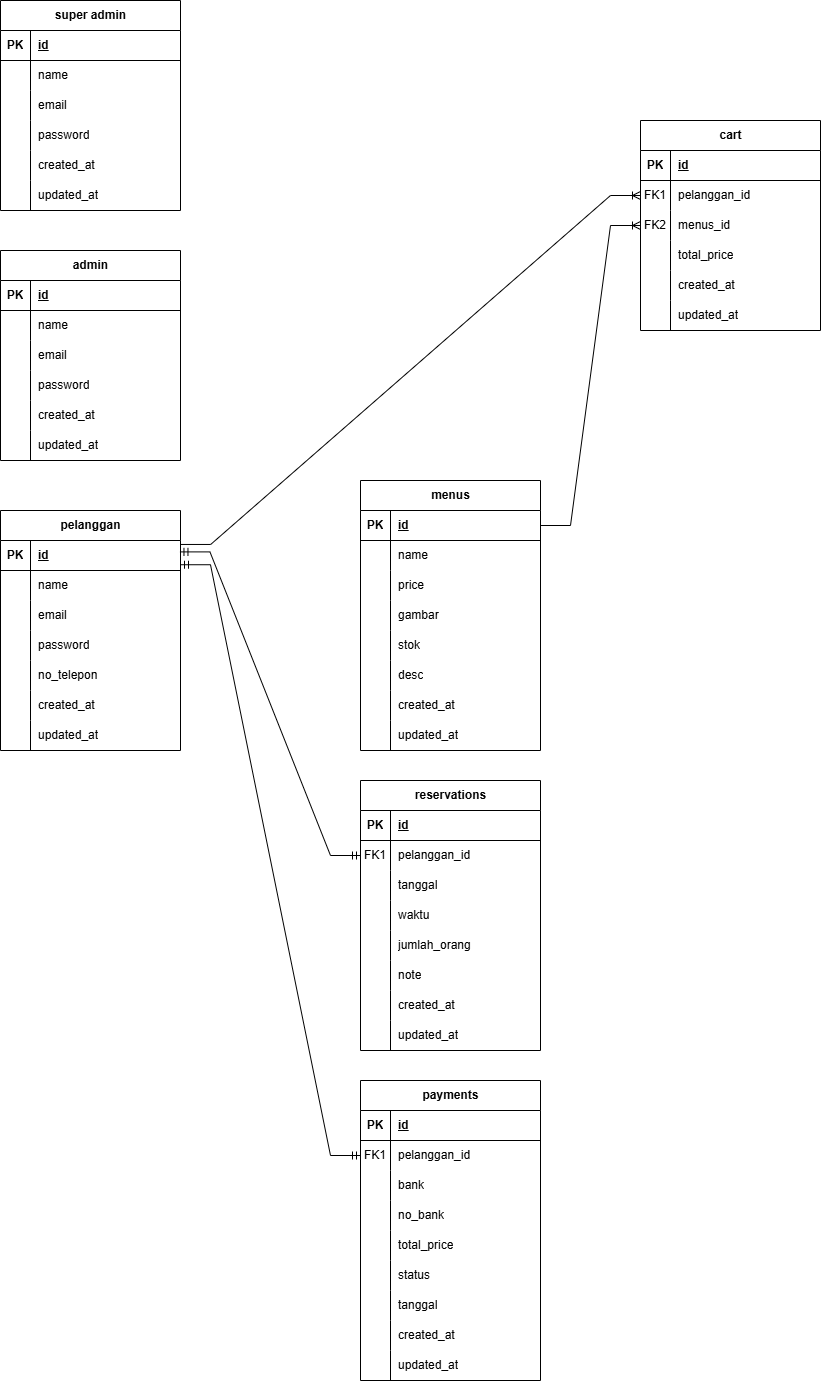 super admin
PK id
name
email
password
created_at
updated_at
admin
PK id
name
email
password
created_at
updated_at
pelanggan
PK id
name
email
password
no_telepon
created_at
updated_at
cart
PK id
FK1 pelanggan_id
FK2 menus_id
total_price
created_at
updated_at
menus
PK id
name
price
gambar
stok
desc
created_at
updated_at
reservations
PK id
FK1 pelanggan_id
tanggal
waktu
jumlah_orang
note
created_at
updated_at
payments
PK id
FK1 pelanggan_id
bank
no_bank
total_price
status
tanggal
created_at
updated_at